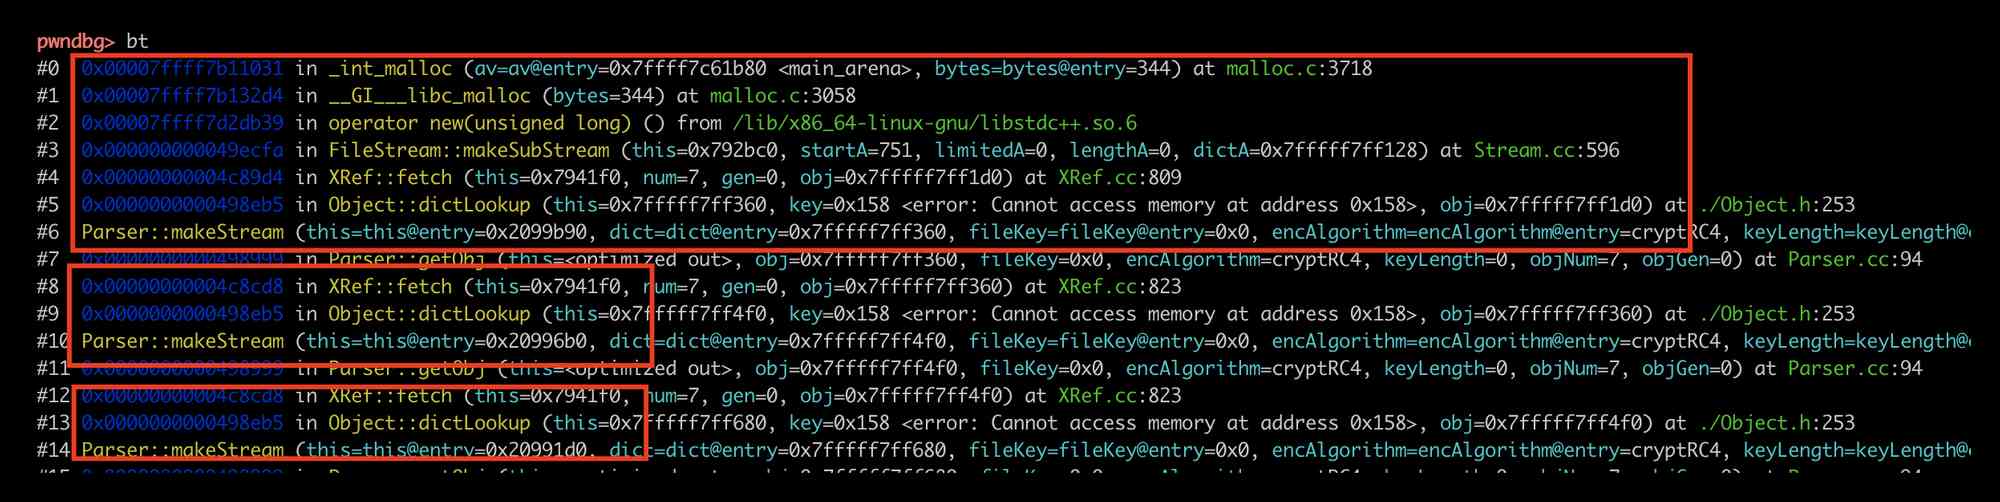 pwndbg> bt
#0 0x00007ffff7b11031 in _int_malloc (av=av@entry=0x7ffff7c61b80 <main_arena>, bytes=bytes@entry=344) at malloc.c:3718
#1 0x00007ffff7b132d4 in __GI___libc_malloc (bytes=344) at malloc.c:3058
#2 0x00007ffff7d2db39 in operator new(unsigned long) () from /lib/x86_64-linux-gnu/libstdc++.so.6
#3 0x000000000049ecfa in FileStream::makeSubStream (this=0x792bc0, startA=751, limitedA=0, lengthA=0, dictA=0x7fffff7ff128) at Stream.cc:596
#4 0x00000000004c89d4 in XRef::fetch (this=0x7941f0, num=7, gen=0, obj=0x7fffff7ff1d0) at XRef.cc:809
#5 0x0000000000498eb5 in Object::dictLookup (this=0x7fffff7ff360, key=0x158 <error: Cannot access memory at address 0x158>, obj=0x7fffff7ff1d0) at ./Object.h:253
#6 Parser::makeStream (this=this@entry=0x2099b90, dict=dict@entry=0x7fffff7ff360, fileKey=fileKey@entry=0x0, encAlgorithm=encAlgorithm@entry=cryptRC4, keyLength=keyLength@
#7 0x0000000000498999 in Parser::getObj (this=<optimized out>, obj=0x7fffff7ff360, fileKey=0x0, encAlgorithm=cryptRC4, keyLength=0, objNum=7, objGen=0) at Parser.cc:94
#8 0x00000000004c8cd8 in XRef::fetch (this=0x7941f0, num=7, gen=0, obj=0x7fffff7ff360) at XRef.cc:823
#9 0x0000000000498eb5 in Object::dictLookup (this=0x7fffff7ff4f0, key=0x158 <error: Cannot access memory at address 0x158>, obj=0x7fffff7ff360) at ./Object.h:253
#10 Parser::makeStream (this=this@entry=0x20996b0, dict=dict@entry=0x7fffff7ff4f0, fileKey=fileKey@entry=0x0, encAlgorithm=encAlgorithm@entry=cryptRC4, keyLength=keyLength@
#11 0x0000000000498999 in Parser::getObj (this=<optimized out>, obj=0x7fffff7ff4f0, fileKey=0x0, encAlgorithm=cryptRC4, keyLength=0, objNum=7, objGen=0) at Parser.cc:94
#12 0x00000000004c8cd8 in XRef::fetch (this=0x7941f0, num=7, gen=0, obj=0x7fffff7ff4f0) at XRef.cc:823
#13 0x0000000000498eb5 in Object::dictLookup (this=0x7fffff7ff680, key=0x158 <error: Cannot access memory at address 0x158>, obj=0x7fffff7ff4f0) at ./Object.h:253
#14 Parser::makeStream (this=this@entry=0x20991d0, dict=dict@entry=0x7fffff7ff680, fileKey=fileKey@entry=0x0, encAlgorithm=encAlgorithm@entry=cryptRC4, keyLength=keyLength@